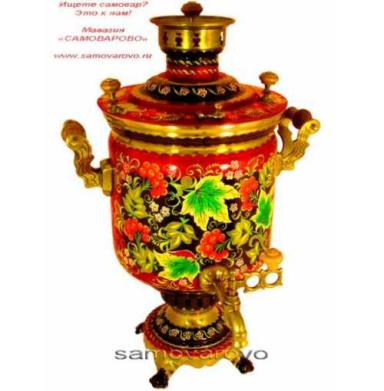 Ищете самовар?
Это к нам!
Магазин
«САМОВАРОВО»
www.samovarovo.ru
samovarovo